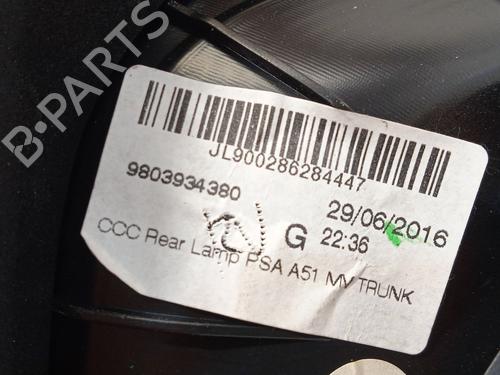 B-PARTS
JL900286284447
9803934380
29/06/2016
G 22:36
CCC Rear Lamp PSA A51 MV TRUNK